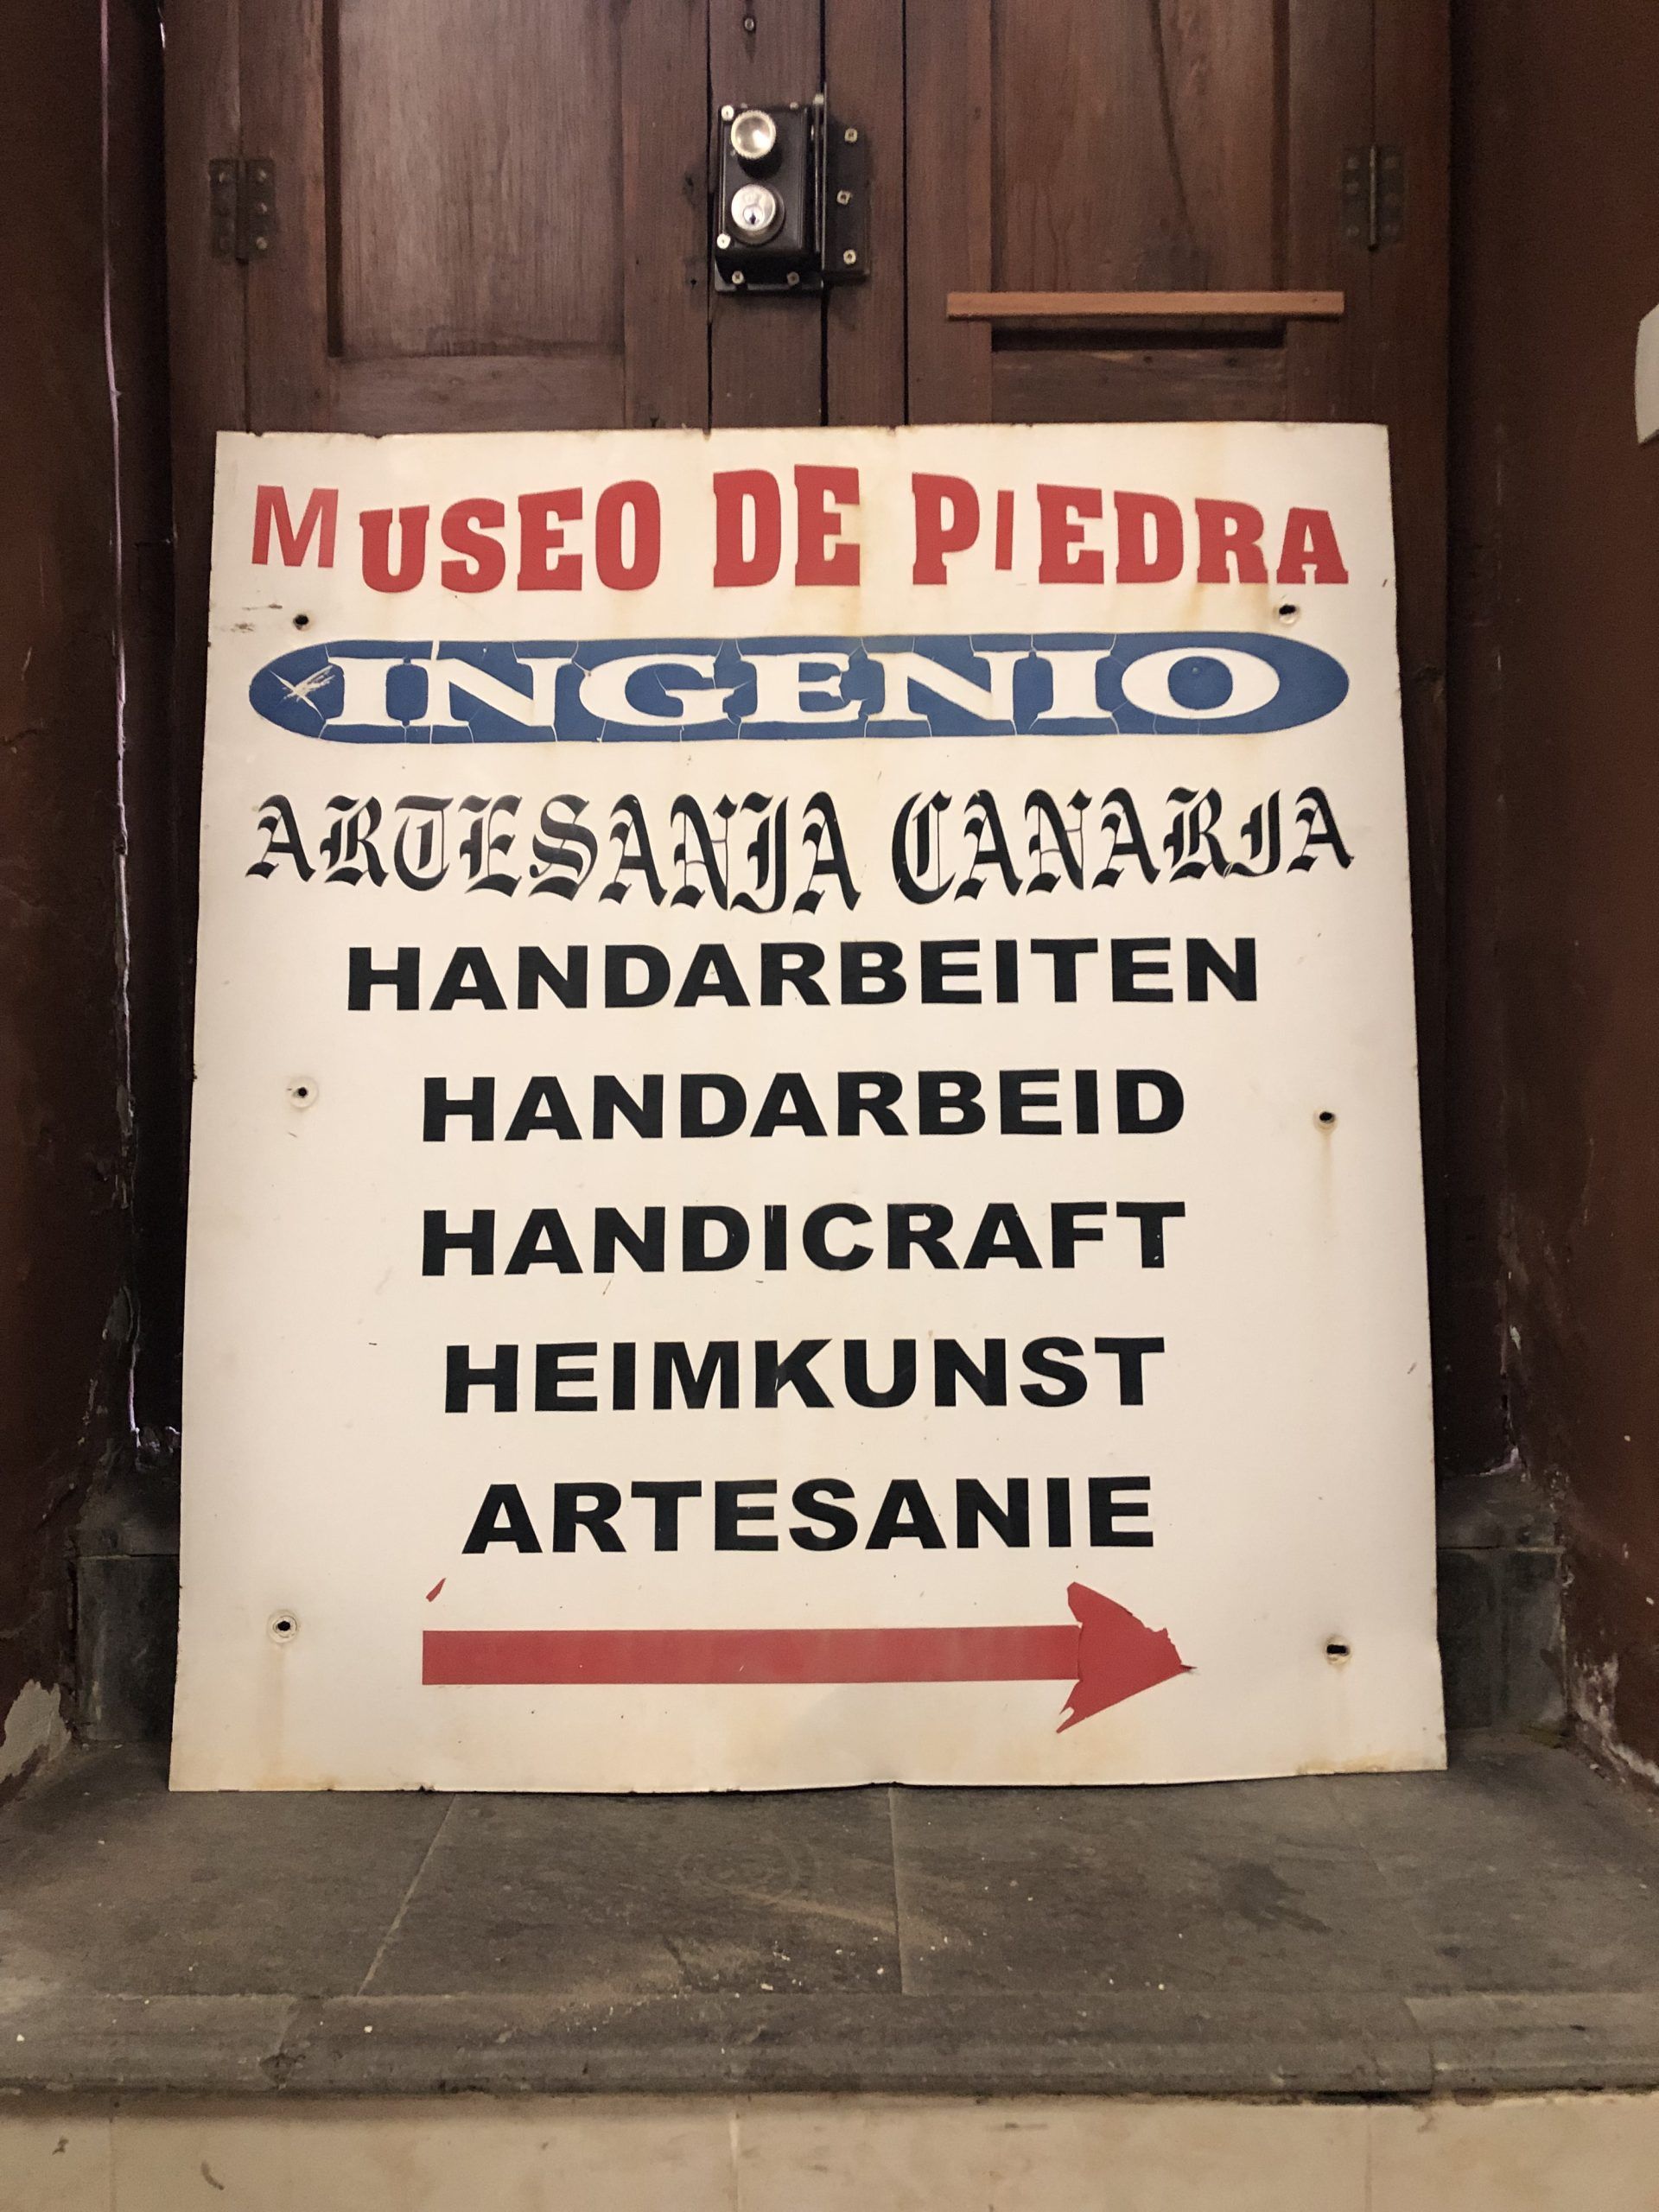 MUSEO DE PIEDRA
INGENIO
ARTESANIA CANARIA
HANDARBEITEN
HANDARBEID
HANDICRAFT
HEIMKUNST
ARTESANIE